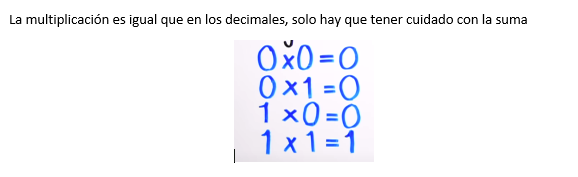 La multiplicación es igual que en los decimales, solo hay que tener cuidado con la suma
0x0=0
0x1=0
1x0=0
1x1=1